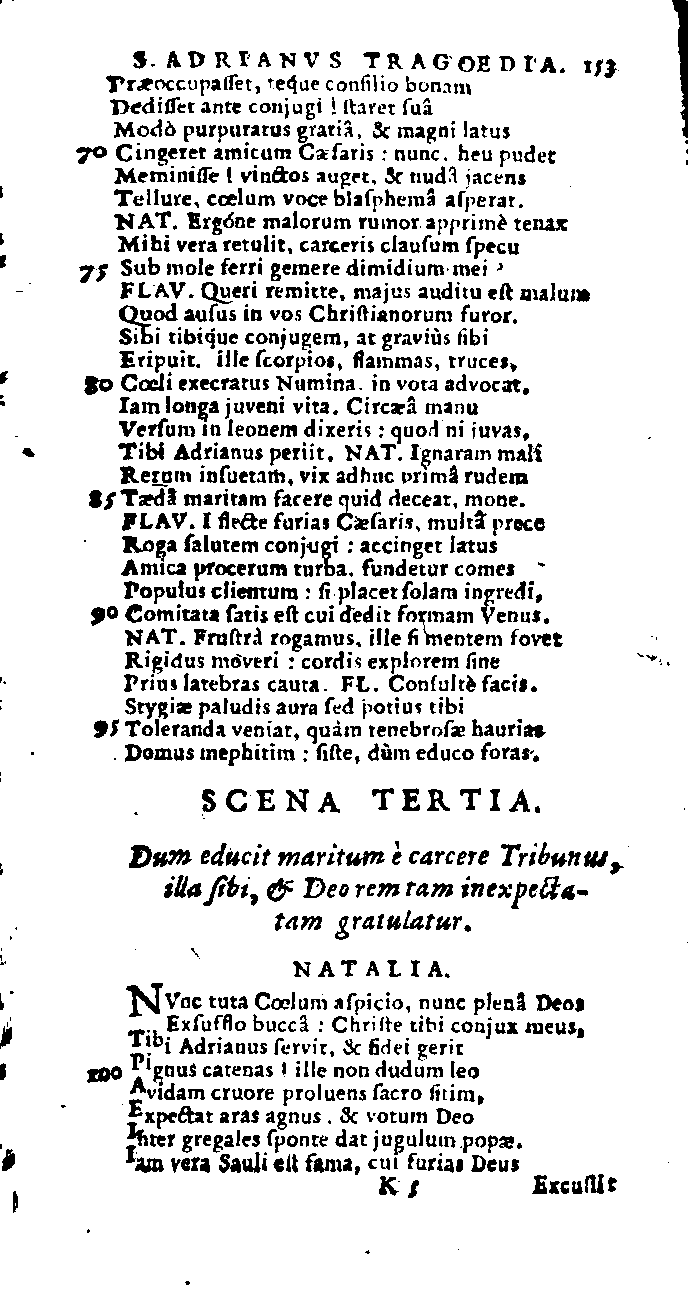 S. ADRIANVS TRAGOEDIA. 153
Præoccupaſſet, teque conſilio bonam
Dediſſet ante conjugi ! ſtaret ſuâ
Modò purpuratus gratiâ, & magni latus
70 Cingeret amicum Cæſaris : nunc. heu pudet
Meminiſſe ! vinctos auget, & nudâ jacens
Tellure, cœlum voce blaſphemâ aſperat.
NAT. Ergóne malorum rumor apprimè tenax
Mihi vera retulit, carceris clauſum ſpecu
75 Sub mole ferri gemere dimidium mei ?
FLAV. Queri remitte, majus auditu eſt malum
Quod auſus in vos Chriſtianorum furor.
Sibi tibique conjugem, at graviùs ſibi
Eripuit. ille ſcorpios, flammas, truces,
80 Cœli execratus Numina. in vota advocat.
Iam longa juveni vita. Circæâ manu
Verſum in leonem dixeris : quod ni juvas,
Tibi Adrianus periit. NAT. Ignaram mali
Rerum inſuetam, vix adhuc primâ rudem
85 Tædâ maritam facere quid deceat, mone.
FLAV. I flecte furias Cæſaris, multâ prece
Roga ſalutem conjugi : accinget latus
Amica procerum turba. fundetur comes
Populus clientum : ſi placet ſolam ingredi,
90 Comitata ſatis eſt cui dedit formam Venus.
NAT. Fruſtrà rogamus, ille ſi mentem fovet
Rigidus moveri : cordis explorem ſine
Prius latebras cauta. FL. Conſultè facis.
Stygiæ paludis aura ſed potius tibi
95 Toleranda veniat, quàm tenebroſæ haurias
Domus mephitim : ſiſte, dùm educo foras.
SCENA TERTIA.
Dum educit maritum è carcere Tribunus,
illa ſibi, & Deo rem tam inexpecta-
tam gratulatur.
NATALIA.
NVnc tuta Cœlum aſpicio, nunc plenâ Deos
Exſufflo buccâ : Chriſte tibi conjux meus,
Tibi Adrianus ſervit, & fidei gerit
100 Pignus catenas ! ille non dudum leo
Avidam cruore proluens ſacro ſitim,
Expectat aras agnus. & votum Deo
Inter gregales ſponte dat jugulum popæ.
Iam vera Sauli eſt fama, cui furias Deus
K 5 Excuſſit